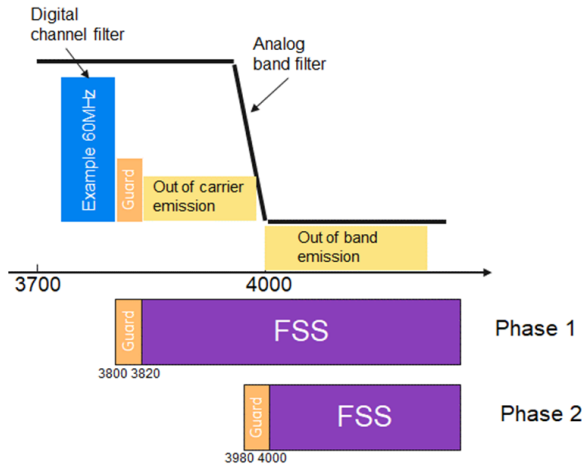 Digital
channel filter
Analog
band filter
Example 60MHz
Guard
Out of carrier
emission
Out of band
emission
3700
4000
Guard
FSS
Phase 1
3800 3820
Guard
FSS
Phase 2
3980 4000